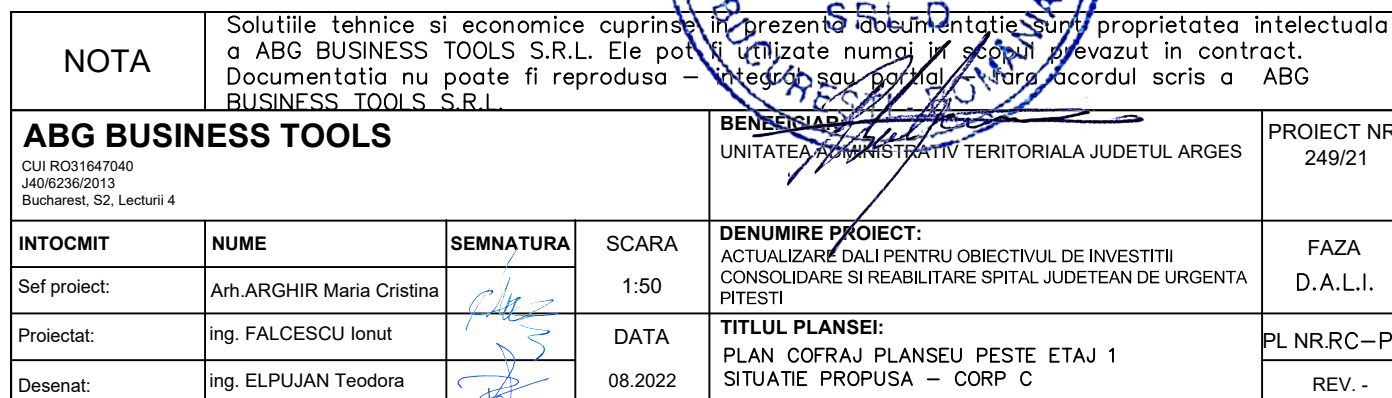 NOTA
Solutiile tehnice si economice cuprinse in prezenta documentatie sunt proprietatea intelectuala
a ABG BUSINESS TOOLS S.R.L. Ele pot fi utilizate numai in scopul prevazut in contract.
Documentatia nu poate fi reprodusa – integral sau partial – fara acordul scris a ABG
BUSINESS TOOLS S.R.L.
SRL-D
BUCURESTI - ROMANIA
ABG BUSINESS TOOLS
CUI RO31647040
J40/6236/2013
Bucharest, S2, Lecturii 4
BENEFICIAR:
UNITATEA ADMINISTRATIV TERITORIALA JUDETUL ARGES
PROIECT NR
249/21
INTOCMIT NUME SEMNATURA SCARA
1:50
Sef proiect: Arh.ARGHIR Maria Cristina
Proiectat: ing. FALCESCU Ionut
DATA
Desenat: ing. ELPUJAN Teodora 08.2022
DENUMIRE PROIECT:
ACTUALIZARE DALI PENTRU OBIECTIVUL DE INVESTITII
CONSOLIDARE SI REABILITARE SPITAL JUDETEAN DE URGENTA
PITESTI
FAZA
D.A.L.I.
TITLUL PLANSEI:
PLAN COFRAJ PLANSEU PESTE ETAJ 1
SITUATIE PROPUSA – CORP C
PL NR.RC–P
REV. -